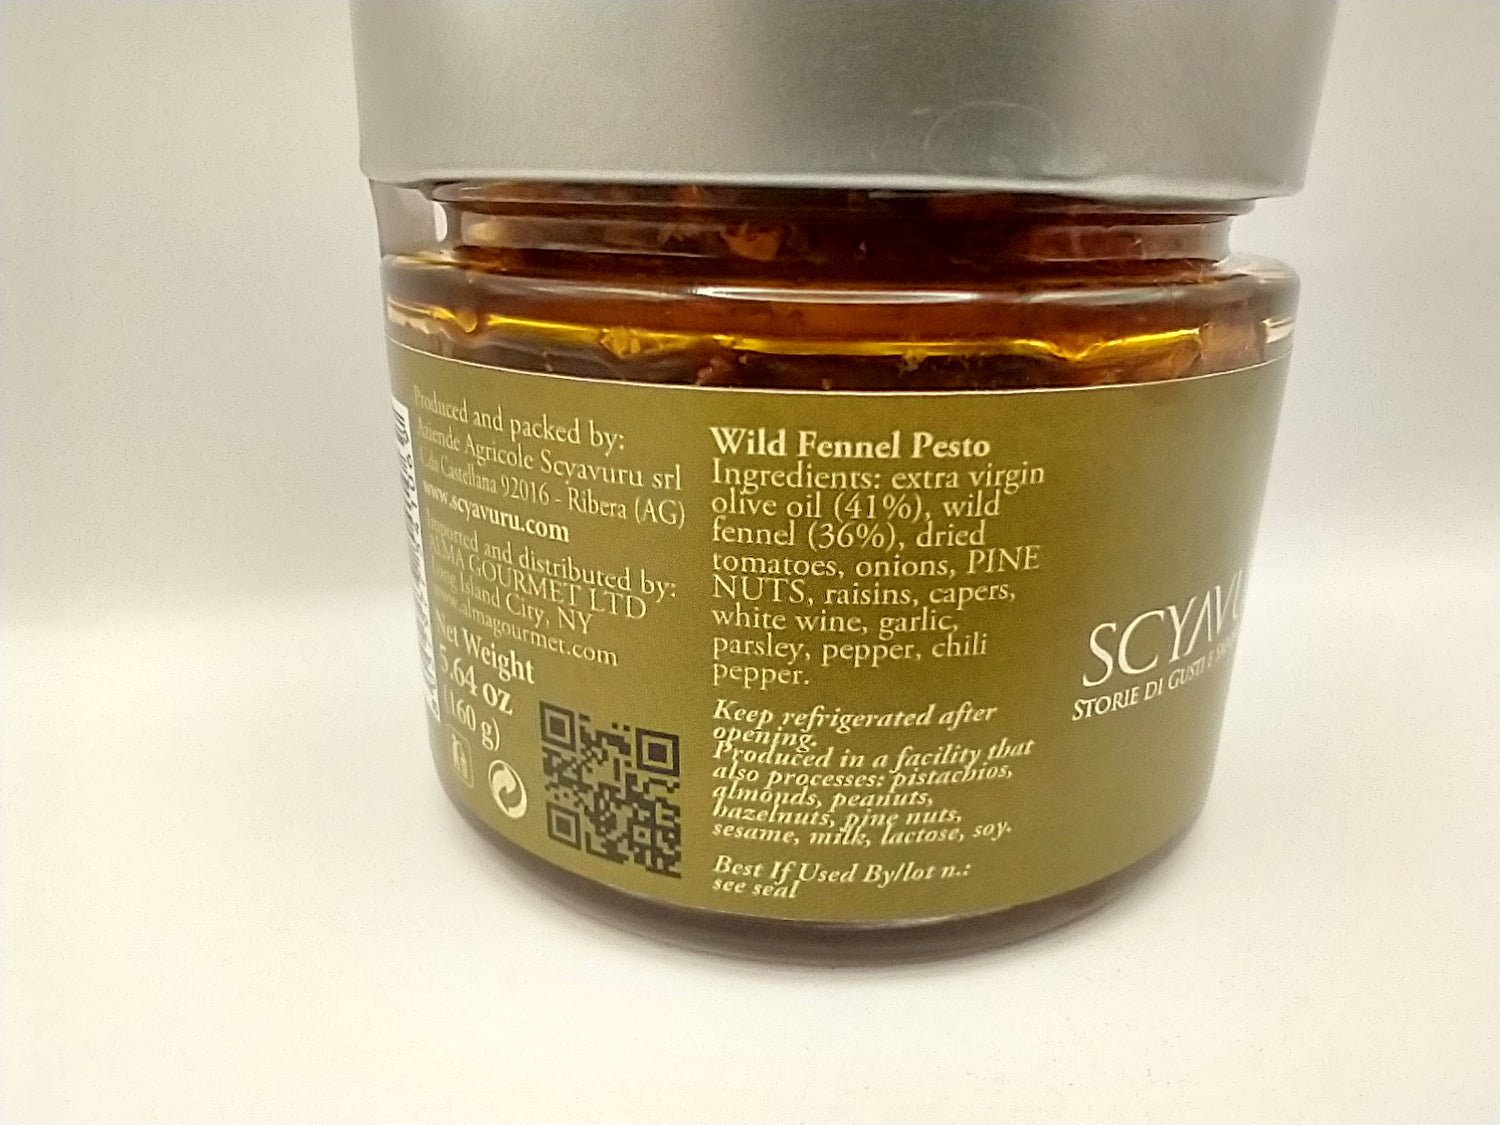 Produced and packed by:
Aziende Agricole Scyavuru srl
C.da Castellana 92016 - Ribera (AG)
www.scyavuru.com
Imported and distributed by:
ALMA GOURMET LTD
Long Island City, NY
www.almagourmet.com
Net Weight
5.64 oz
(160 g)
Wild Fennel Pesto
Ingredients: extra virgin
olive oil (41%), wild
fennel (36%), dried
tomatoes, onions, PINE
NUTS, raisins, capers,
white wine, garlic,
parsley, pepper, chili
pepper.
Keep refrigerated after
opening.
Produced in a facility that
also processes: pistachios,
almonds, peanuts,
hazelnuts, pine nuts,
sesame, milk, lactose, soy.
Best If Used By/lot n.:
see seal
SCYAVU
STORIE DI GUSTI E